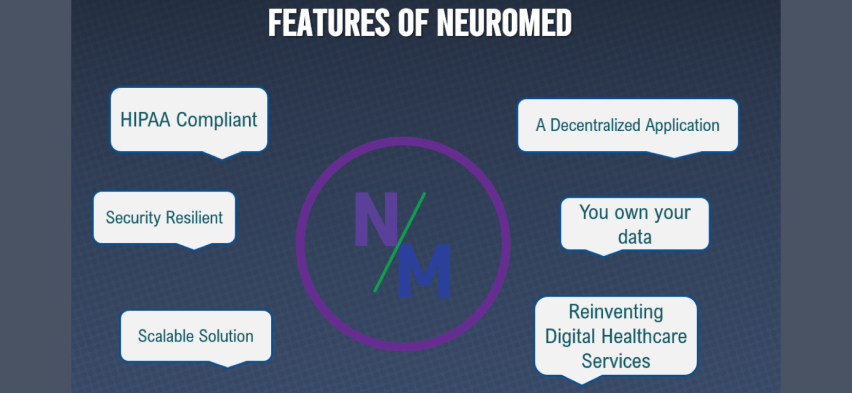 FEATURES OF NEUROMED
HIPAA Compliant
A Decentralized Application
Security Resilient
You own your
data
N
M
Scalable Solution
Reinventing
Digital Healthcare
Services